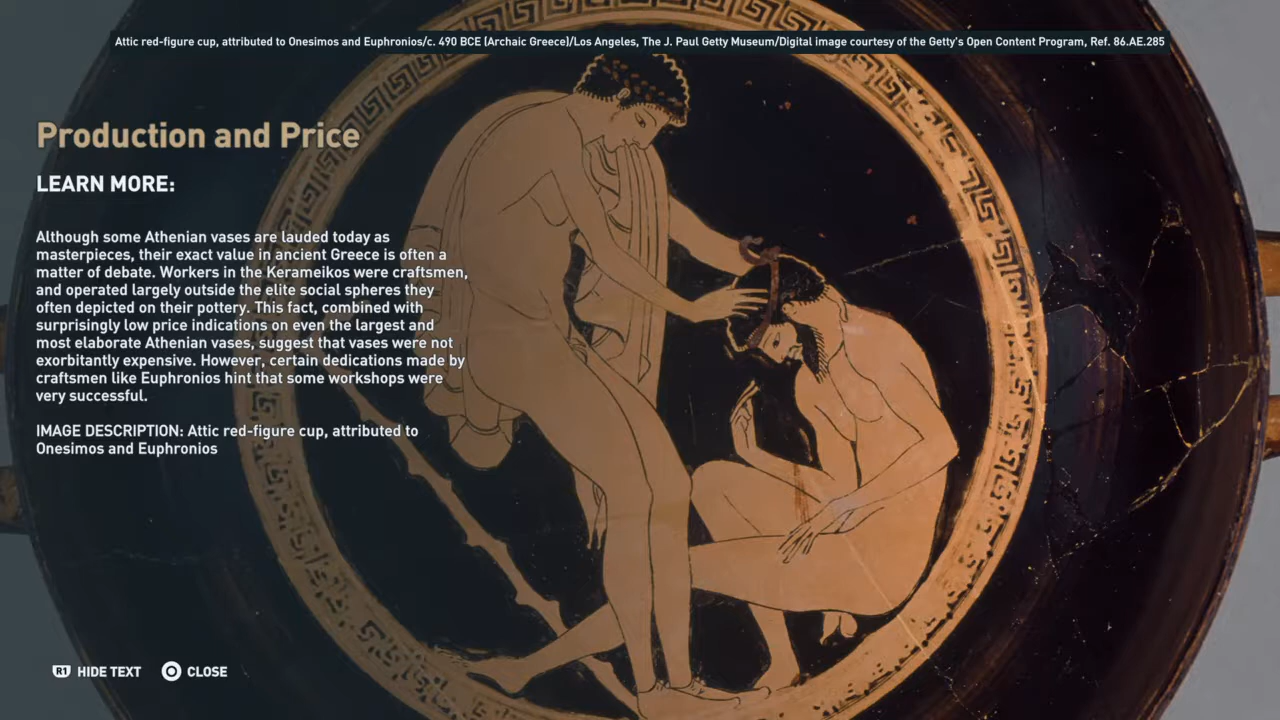 Attic red-figure cup, attributed to Onesimos and Euphronios/c. 490 BCE (Archaic Greece)/Los Angeles, The J. Paul Getty Museum/Digital image courtesy of the Getty's Open Content Program, Ref. 86.AE.285
Production and Price
LEARN MORE:
Although some Athenian vases are lauded today as
masterpieces, their exact value in ancient Greece is often a
matter of debate. Workers in the Kerameikos were craftsmen,
and operated largely outside the elite social spheres they
often depicted on their pottery. This fact, combined with
surprisingly low price indications on even the largest and
most elaborate Athenian vases, suggest that vases were not
exorbitantly expensive. However, certain dedications made by
craftsmen like Euphronios hint that some workshops were
very successful.
IMAGE DESCRIPTION: Attic red-figure cup, attributed to
Onesimos and Euphronios
R1 HIDE TEXT CLOSE